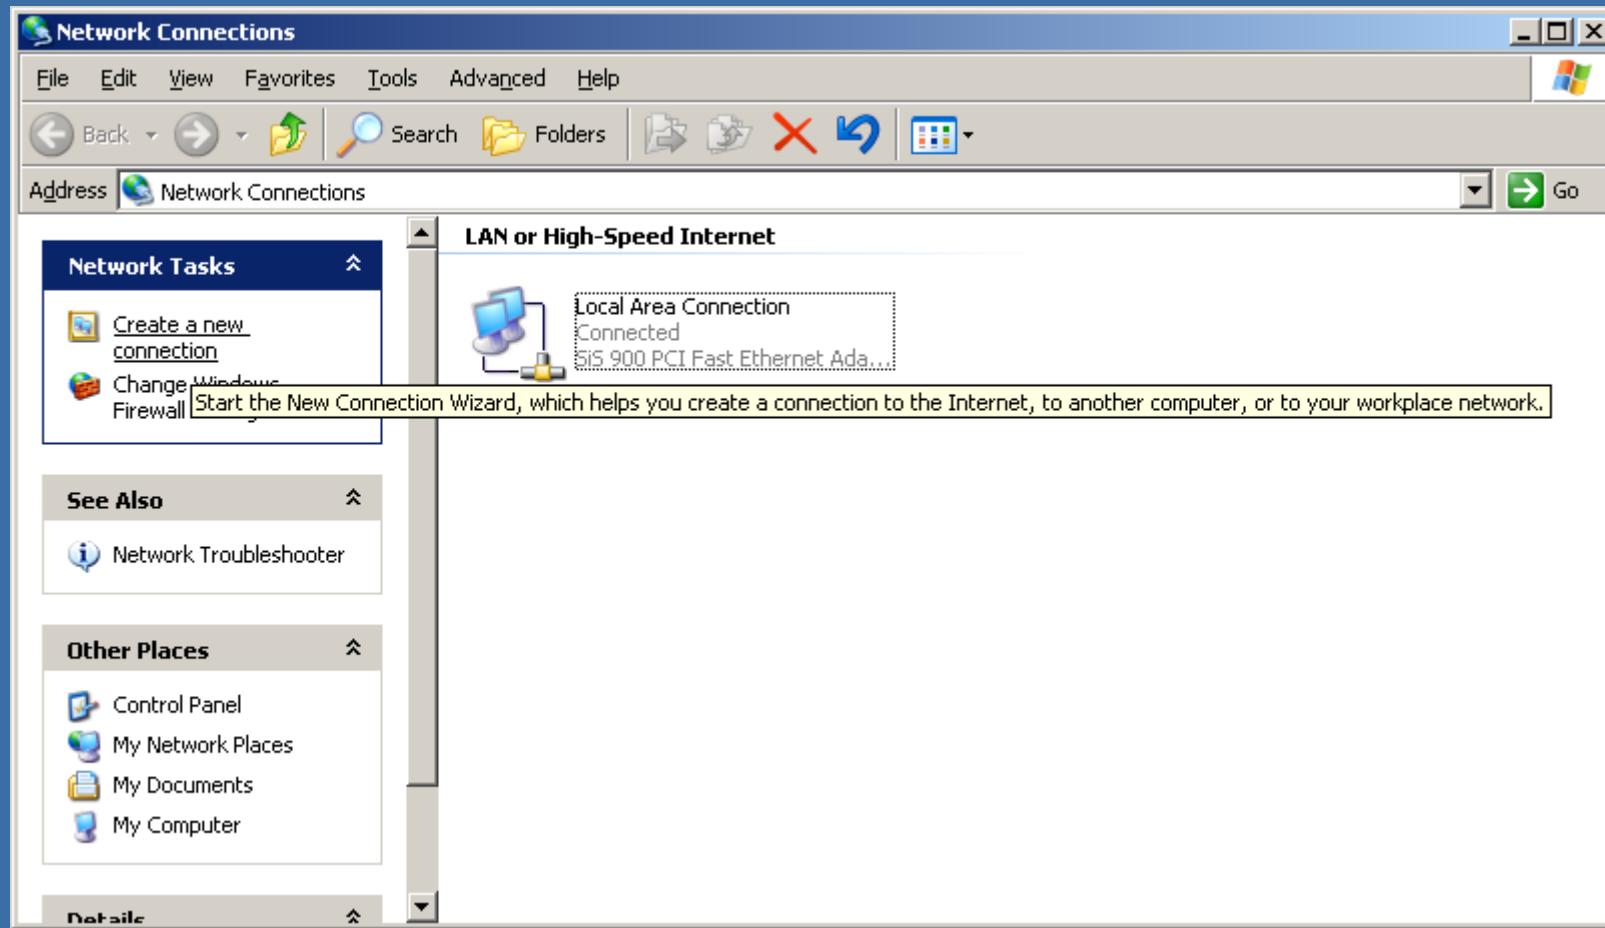 Network Connections
File Edit View Favorites Tools Advanced Help
Back Search Folders
Address Network Connections Go
Network Tasks
Create a new
connection
Change Windows
Firewall
Start the New Connection Wizard, which helps you create a connection to the Internet, to another computer, or to your workplace network.
See Also
Network Troubleshooter
Other Places
Control Panel
My Network Places
My Documents
My Computer
Details
LAN or High-Speed Internet
Local Area Connection
Connected
SiS 900 PCI Fast Ethernet Ada...